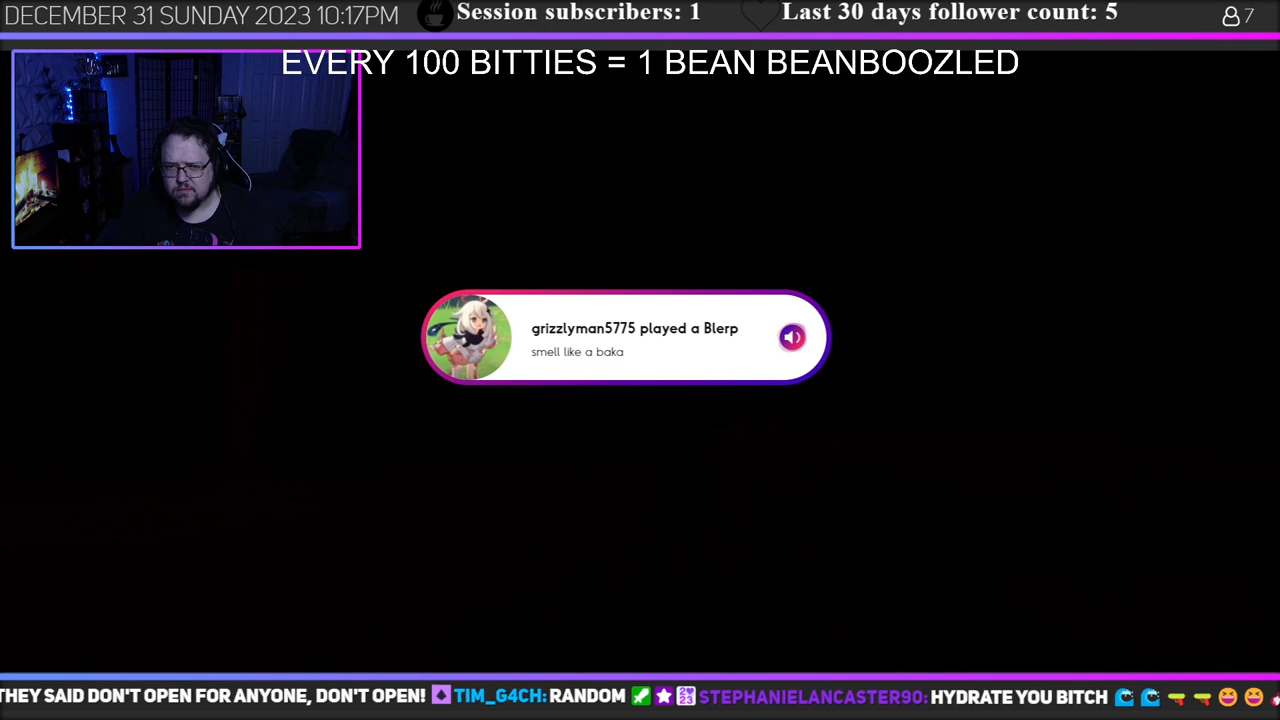 DECEMBER 31 SUNDAY 2023 10:17PM
Session subscribers: 1
Last 30 days follower count: 5
7
EVERY 100 BITTIES = 1 BEAN BEANBOOZLED
grizzlyman5775 played a Blerp
smell like a baka
THEY SAID DON'T OPEN FOR ANYONE, DON'T OPEN! TIM_G4CH: RANDOM 2023 STEPHANIELANCASTER90: HYDRATE YOU BITCH